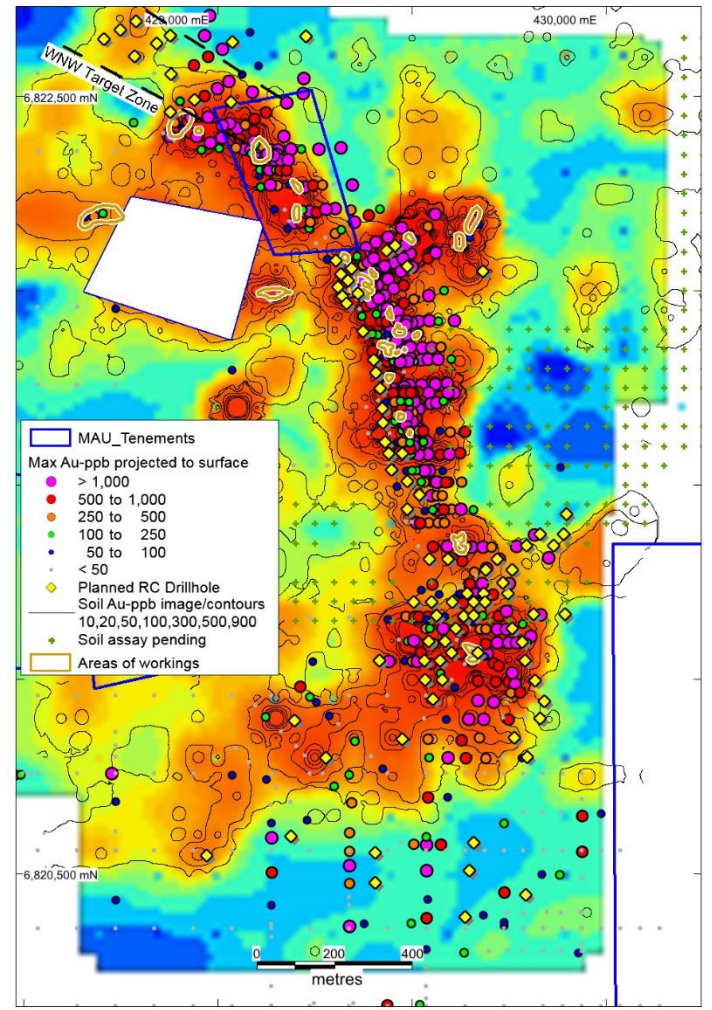 429,000 mE
430,000 mE
WNW Target Zone
6,822,500 mN
MAU_Tenements
Max Au-ppb projected to surface
> 1,000
500 to 1,000
250 to 500
100 to 250
50 to 100
< 50
Planned RC Drillhole
Soil Au-ppb image/contours
10,20,50,100,300,500,900
Soil assay pending
Areas of workings
6,820,500 mN
0 200 400
metres